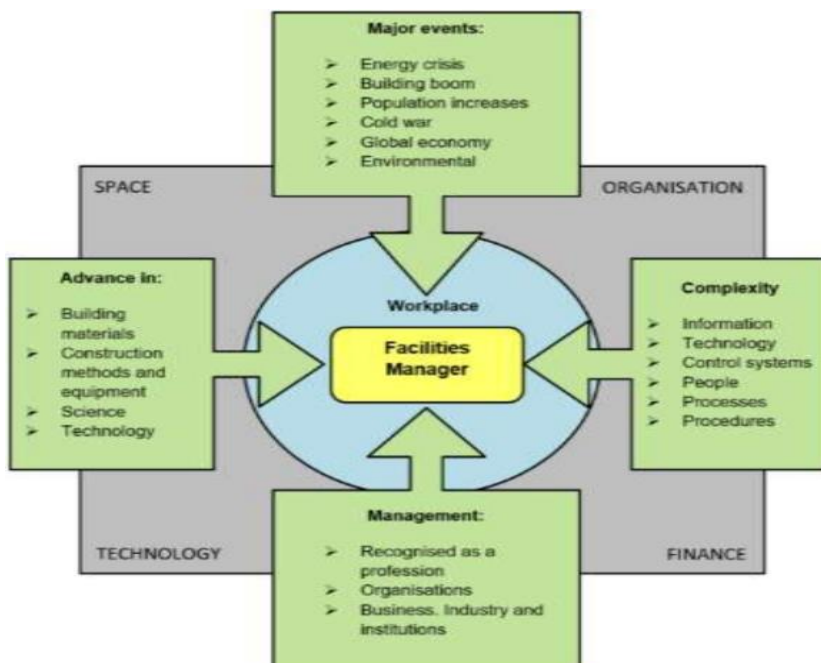 Major events:
➢ Energy crisis
➢ Building boom
➢ Population increases
➢ Cold war
➢ Global economy
➢ Environmental
SPACE
ORGANISATION
Advance in:
➢ Building
materials
➢ Construction
methods and
equipment
➢ Science
➢ Technology
Workplace
Facilities
Manager
Complexity
➢ Information
➢ Technology
➢ Control systems
➢ People
➢ Processes
➢ Procedures
TECHNOLOGY
FINANCE
Management:
➢ Recognised as a
profession
➢ Organisations
➢ Business. Industry and
institutions